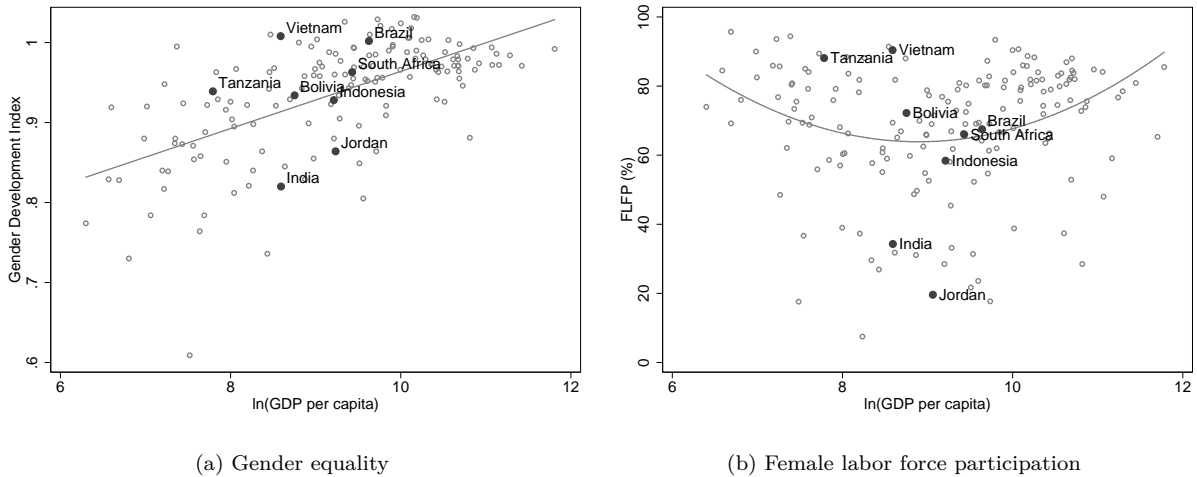 Gender Development Index
1
.9
.8
.7
.6
Vietnam
Brazil
South Africa
Tanzania
Bolivia
Indonesia
Jordan
India
6 8 10 12
ln(GDP per capita)
(a) Gender equality
FLFP (%)
100
80
60
40
20
0
Vietnam
Tanzania
Bolivia
Brazil
South Africa
Indonesia
India
Jordan
6 8 10 12
ln(GDP per capita)
(b) Female labor force participation